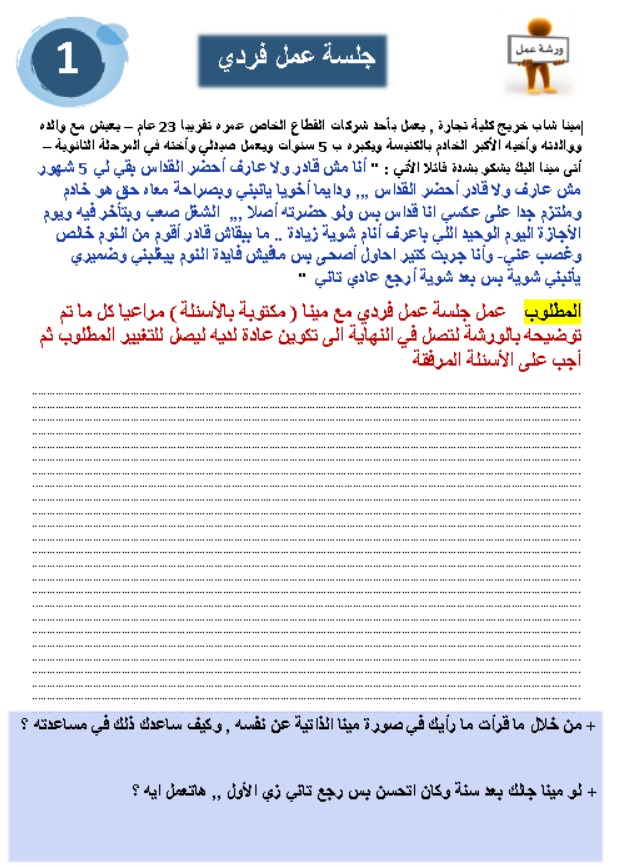 1
جلسة عمل فردي
ورشة عمل
مينا شاب خريج كلية تجارة , يعمل بأحد شركات القطاع الخاص عمره تقريبا 23 عام – يعيش مع والده
ووالدته وأخيه الأكبر الخادم بالكنيسة ويكبره ب 5 سنوات ويعمل صيدلي وأخته في المرحلة الثانوية –
أتى مينا اليك يشكو بشدة قائلا الأتي : " أنا مش قادر ولا عارف أحضر القداس بقي لي 5 شهور
مش عارف ولا قادر أحضر القداس ,,, ودايما أخويا يأنبني وبصراحة معاه حق هو خادم
وملتزم جدا على عكسي انا قداس بس ولو حضرته أصلا ,,, الشغل صعب وبتأخر فيه ويوم
الأجازة اليوم الوحيد اللي باعرف أنام شوية زيادة .. ما ببقاش قادر أقوم من النوم خالص
وغصب عني- وأنا جربت كتير احاول أصحى بس مافيش فايدة النوم بيغلبني وضميري
يأنبني شوية بس بعد شوية أرجع عادي تاني "
المطلوب عمل جلسة عمل فردي مع مينا ( مكتوبة بالأسئلة ) مراعيا كل ما تم
توضيحه بالورشة لتصل في النهاية الى تكوين عادة لديه ليصل للتغيير المطلوب ثم
أجب على الأسئلة المرفقة
+ من خلال ما قرأت ما رأيك في صورة مينا الذاتية عن نفسه , وكيف ساعدك ذلك في مساعدته ؟
+ لو مينا جالك بعد سنة وكان اتحسن بس رجع تاني زي الأول ,, هاتعمل ايه ؟